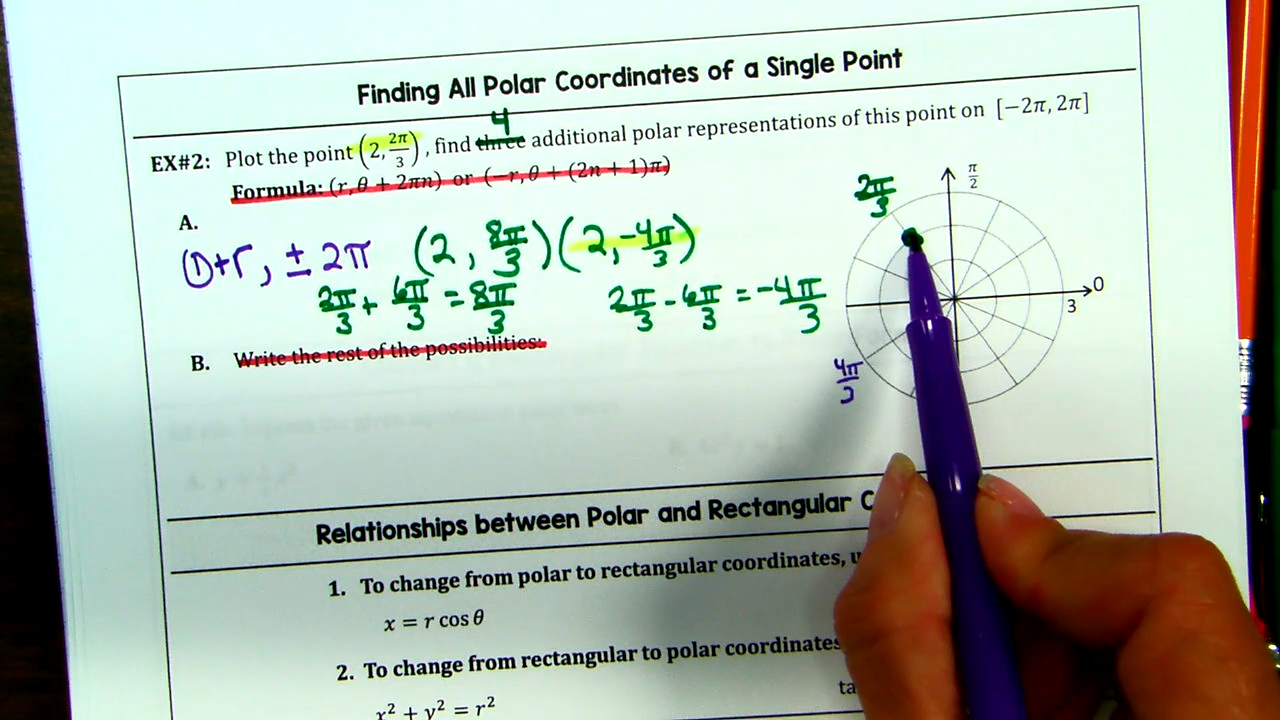 Finding All Polar Coordinates of a Single Point
4
EX#2: Plot the point (2, 2π/3), find three additional polar representations of this point on [−2π, 2π]
Formula: (r, θ + 2πn) or (−r, θ + (2n + 1)π)
A.
① +r, ± 2π (2, 8π/3) (2, -4π/3)
2π/3 + 6π/3 = 8π/3 2π/3 - 6π/3 = -4π/3
B. Write the rest of the possibilities:
π/2
2π/3
0
3
4π/3
Relationships between Polar and Rectangular C
1. To change from polar to rectangular coordinates, u
x = r cos θ
2. To change from rectangular to polar coordinates
x² + y² = r² ta